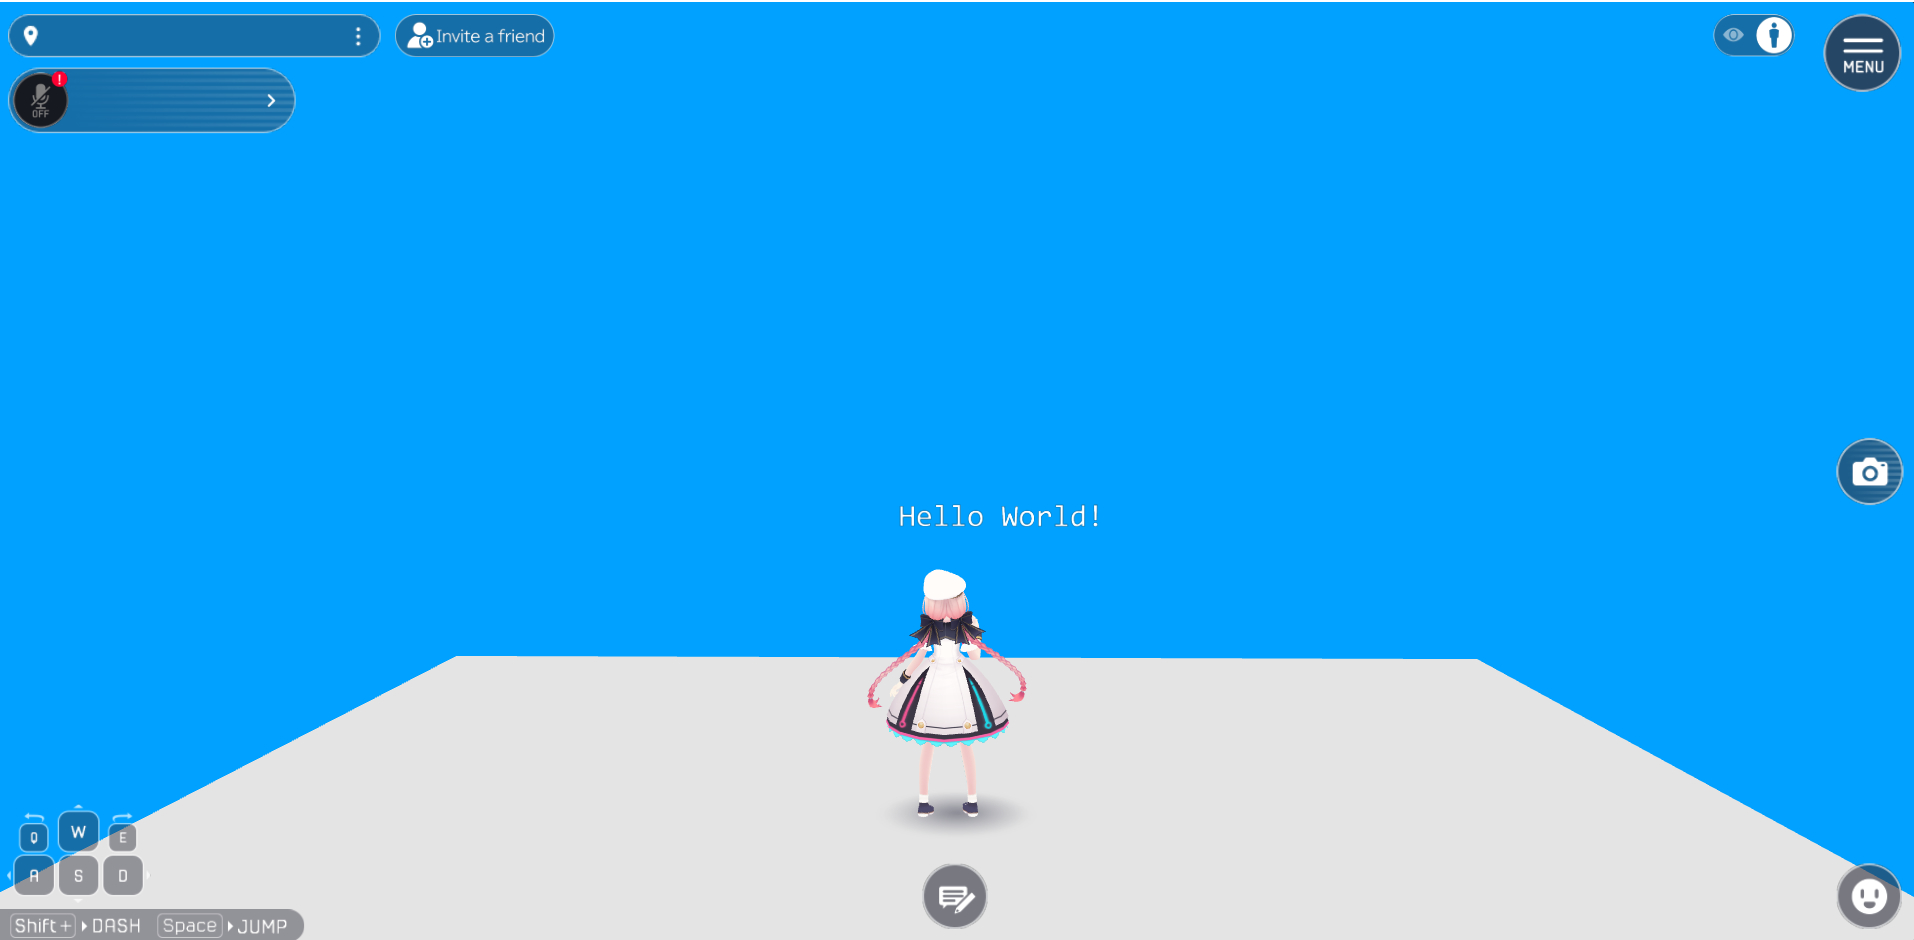 Invite a friend
MENU
!
OFF
Hello World!
Q W E
A S D
Shift + DASH Space JUMP